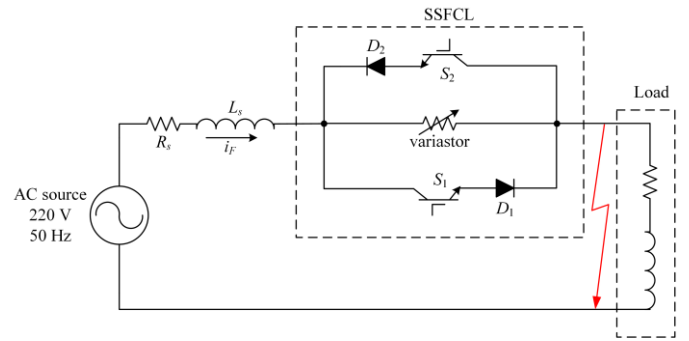 SSFCL
D2
S2
Load
Ls
Rs
iF
variastor
S1
D1
AC source
220 V
50 Hz